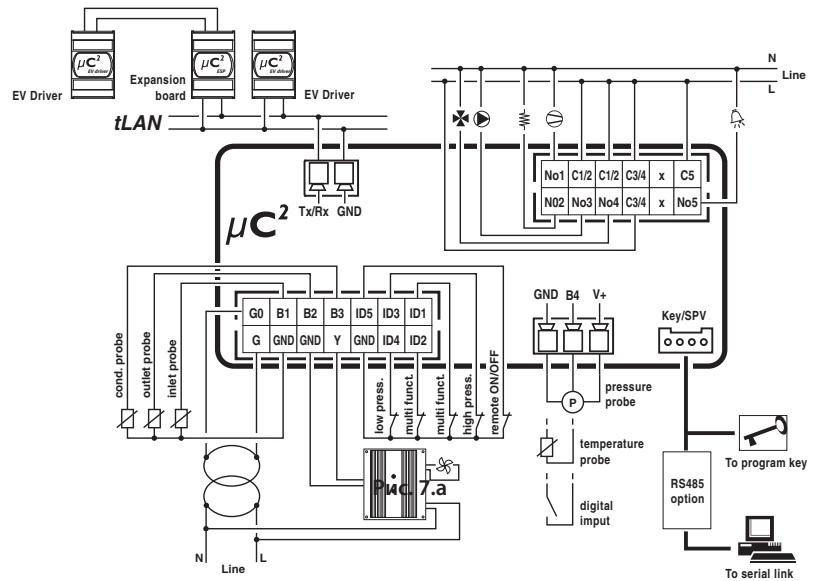 µC²
EV driver
µC²
ESP
µC²
EV driver
EV Driver
Expansion
board
EV Driver
tLAN
N
Line
L
Tx/Rx GND
No1 C1/2 C1/2 C3/4 x C5
N02 No3 No4 C3/4 x No5
µC²
G0 B1 B2 B3 ID5 ID3 ID1
G GND GND Y GND ID4 ID2
GND B4 V+
Key/SPV
cond. probe
outlet probe
inlet probe
low press.
multi funct.
multi funct.
high press.
remote ON/OFF
P
pressure
probe
temperature
probe
digital
imput
To program key
RS485
option
To serial link
Рис. 7.a
N
L
Line